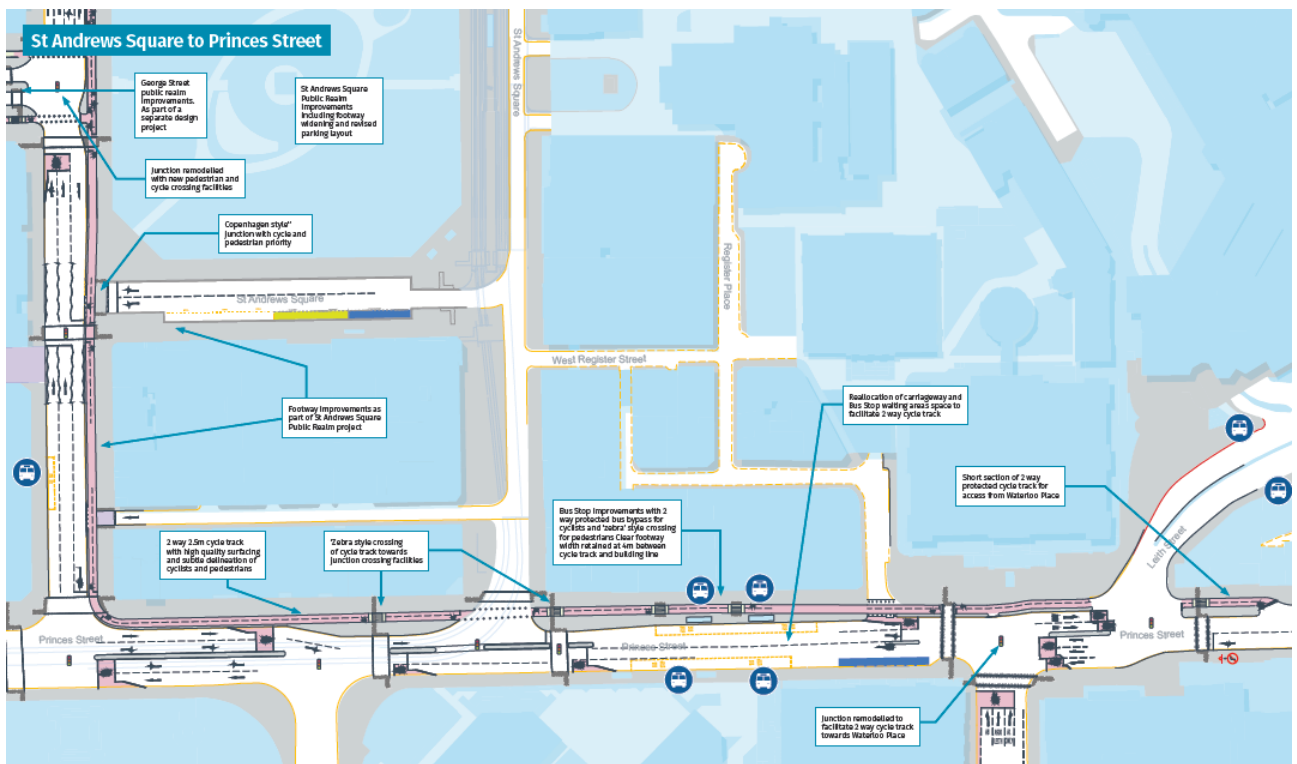 St Andrews Square to Princes Street
George Street
public realm
improvements.
As part of a
separate design
project
St Andrews Square
Public Realm
Improvements
including footway
widening and revised
parking layout
St Andrews
Square
Junction remodelled
with new pedestrian and
cycle crossing facilities
Copenhagen style"
junction with cycle and
pedestrian priority
St Andrews Square
Register
Place
West Register Street
Footway improvements as
part of St Andrews Square
Public Realm project
Reallocation of carriageway and
Bus Stop waiting areas space to
facilitate 2 way cycle track
Short section of 2 way
protected cycle track for
access from Waterloo Place
Bus Stop improvements with 2
way protected bus bypass for
cyclists and 'zebra' style crossing
for pedestrians Clear footway
width retained at 4m between
cycle track and building line
2 way 2.5m cycle track
with high quality surfacing
and subtle delineation of
cyclists and pedestrians
'Zebra style crossing
of cycle track towards
junction crossing facilities
Leith Street
Princes Street
Princes Street
Princes Street
Junction remodelled to
facilitate 2 way cycle track
towards Waterloo Place